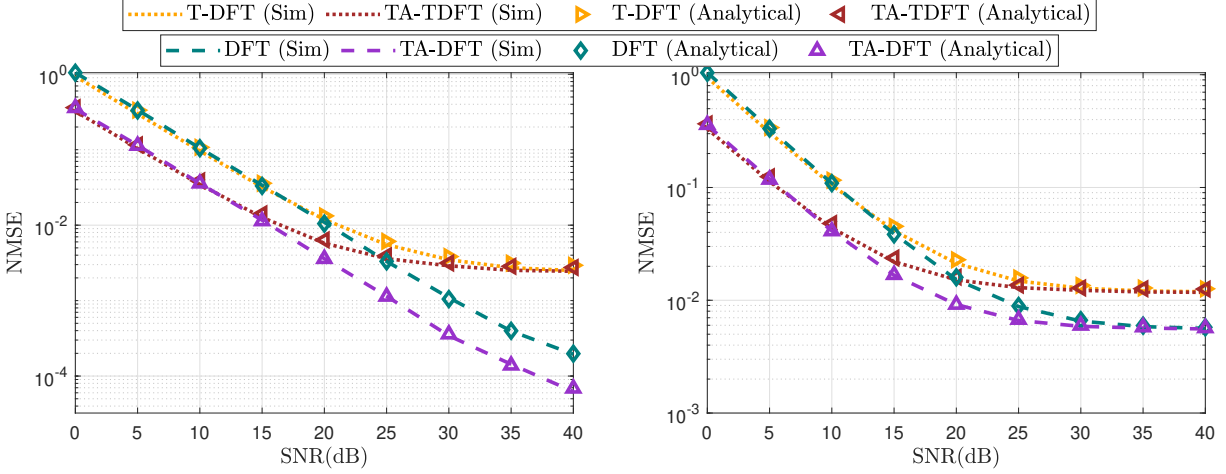 T-DFT (Sim) TA-TDFT (Sim) T-DFT (Analytical) TA-TDFT (Analytical)
DFT (Sim) TA-DFT (Sim) DFT (Analytical) TA-DFT (Analytical)
10^0
10^-2
10^-4
NMSE
0 5 10 15 20 25 30 35 40
SNR(dB)
10^0
10^-1
10^-2
10^-3
NMSE
0 5 10 15 20 25 30 35 40
SNR(dB)